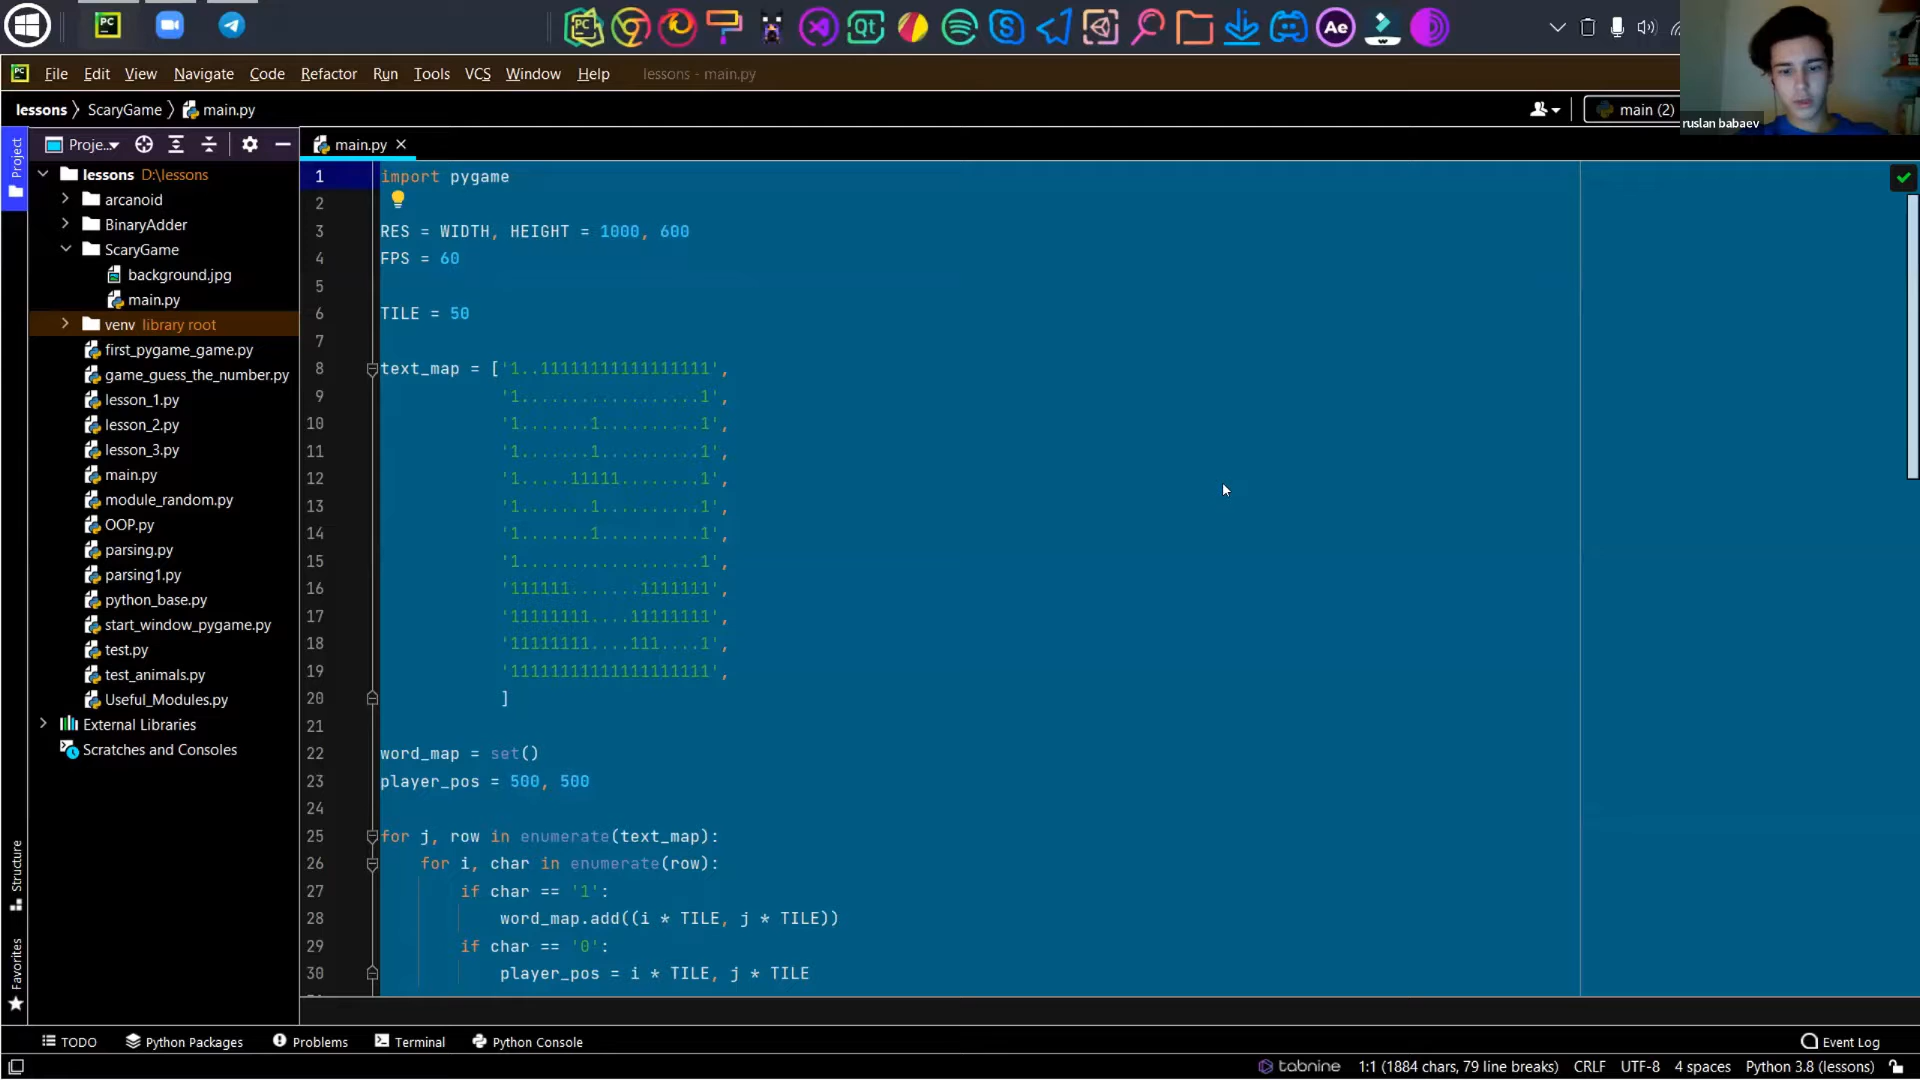 PC
Qt
Ae
PC File Edit View Navigate Code Refactor Run Tools VCS Window Help lessons - main.py
lessons ScaryGame main.py
main (2)
ruslan babaev
Project
Proje...
main.py
lessons D:\lessons
arcanoid
BinaryAdder
ScaryGame
background.jpg
main.py
venv library root
first_pygame_game.py
game_guess_the_number.py
lesson_1.py
lesson_2.py
lesson_3.py
main.py
module_random.py
OOP.py
parsing.py
parsing1.py
python_base.py
start_window_pygame.py
test.py
test_animals.py
Useful_Modules.py
External Libraries
Scratches and Consoles
Structure
Favorites
1 import pygame
2
3 RES = WIDTH, HEIGHT = 1000, 600
4 FPS = 60
5
6 TILE = 50
7
8 text_map = ['1..11111111111111111',
9 '1..................1',
10 '1.......1..........1',
11 '1.......1..........1',
12 '1.....11111........1',
13 '1.......1..........1',
14 '1.......1..........1',
15 '1..................1',
16 '111111.......1111111',
17 '11111111....11111111',
18 '11111111....111....1',
19 '11111111111111111111',
20 ]
21
22 word_map = set()
23 player_pos = 500, 500
24
25 for j, row in enumerate(text_map):
26 for i, char in enumerate(row):
27 if char == '1':
28 word_map.add((i * TILE, j * TILE))
29 if char == '0':
30 player_pos = i * TILE, j * TILE
TODO Python Packages Problems Terminal Python Console Event Log
tabnine 1:1 (1884 chars, 79 line breaks) CRLF UTF-8 4 spaces Python 3.8 (lessons)